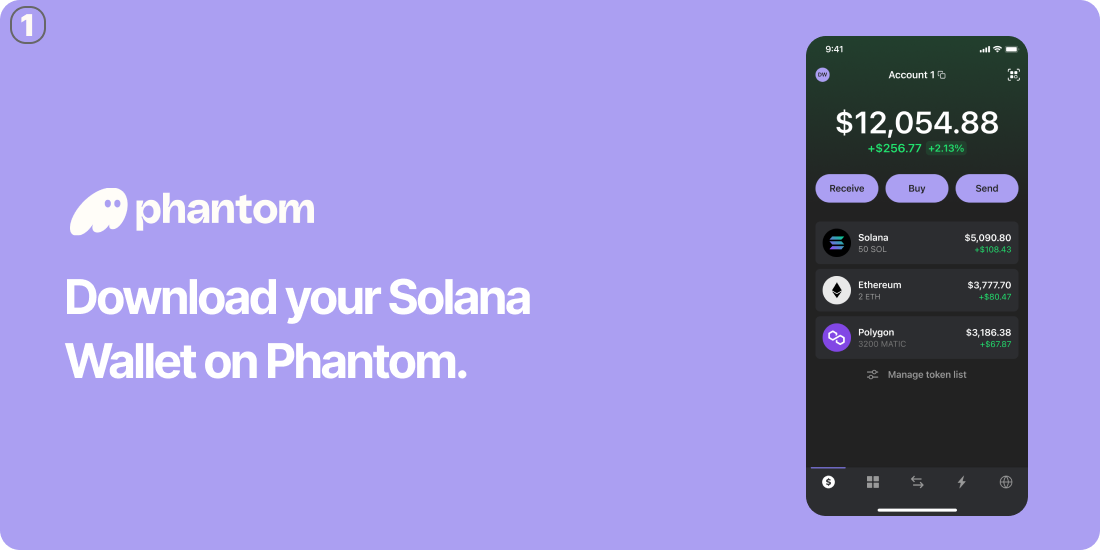 1
phantom
Download your Solana
Wallet on Phantom.
9:41
DW
Account 1
$12,054.88
+$256.77 +2.13%
Receive Buy Send
Solana $5,090.80
50 SOL +$108.43
Ethereum $3,777.70
2 ETH +$80.47
Polygon $3,186.38
3200 MATIC +$67.87
Manage token list